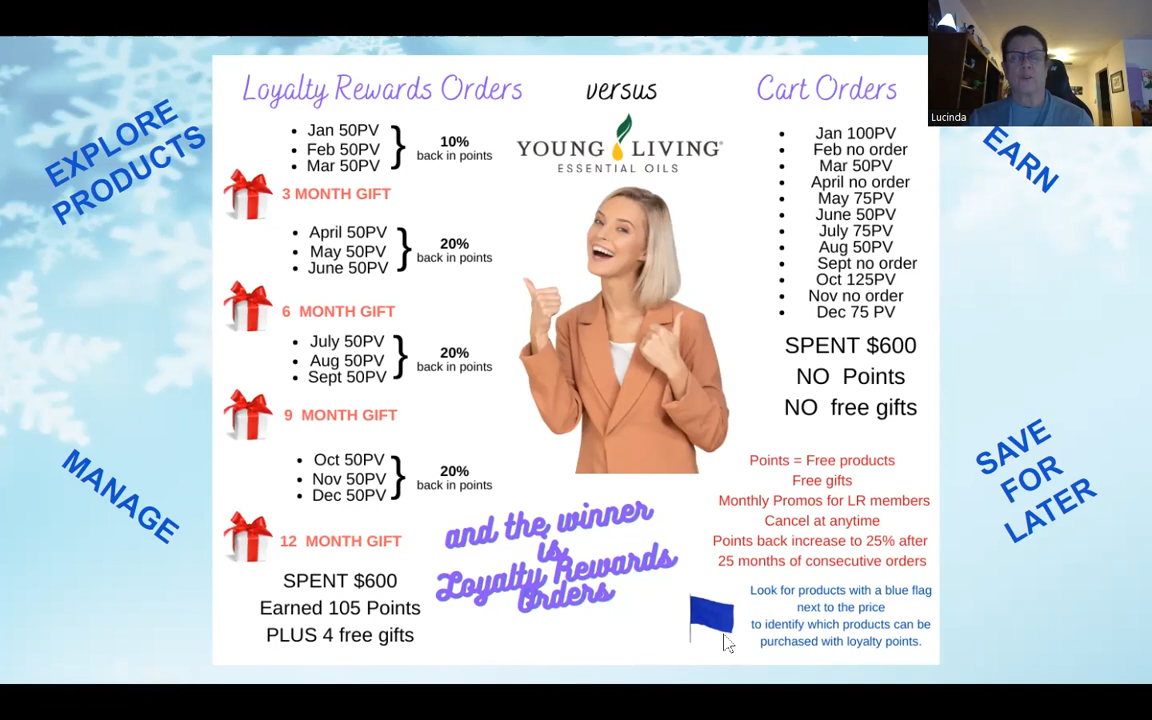 EXPLORE
PRODUCTS
MANAGE
Loyalty Rewards Orders
versus
Cart Orders
Jan 50PV
Feb 50PV
Mar 50PV
10%
back in points
3 MONTH GIFT
April 50PV
May 50PV
June 50PV
20%
back in points
6 MONTH GIFT
July 50PV
Aug 50PV
Sept 50PV
20%
back in points
9 MONTH GIFT
Oct 50PV
Nov 50PV
Dec 50PV
20%
back in points
12 MONTH GIFT
SPENT $600
Earned 105 Points
PLUS 4 free gifts
YOUNG LIVING®
ESSENTIAL OILS
and the winner
is
Loyalty Rewards
Orders
Jan 100PV
Feb no order
Mar 50PV
April no order
May 75PV
June 50PV
July 75PV
Aug 50PV
Sept no order
Oct 125PV
Nov no order
Dec 75 PV
SPENT $600
NO Points
NO free gifts
Points = Free products
Free gifts
Monthly Promos for LR members
Cancel at anytime
Points back increase to 25% after
25 months of consecutive orders
Look for products with a blue flag
next to the price
to identify which products can be
purchased with loyalty points.
Lucinda
EARN
SAVE
FOR
LATER